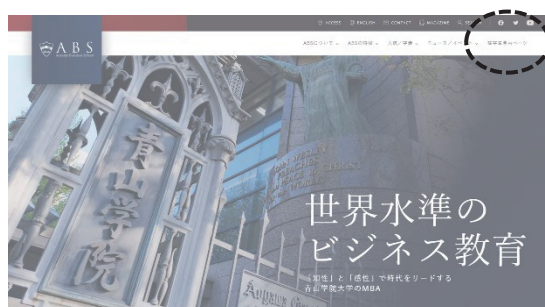 ACCESS ENGLISH CONTACT MAGAZINE
ABS
ABSについて ABSの特徴 入試/学費 ニュース/イベント 在学生専用ページ
青山学院
世界水準の
ビジネス教育
「知性」と「感性」で時代をリードする
青山学院大学のMBA